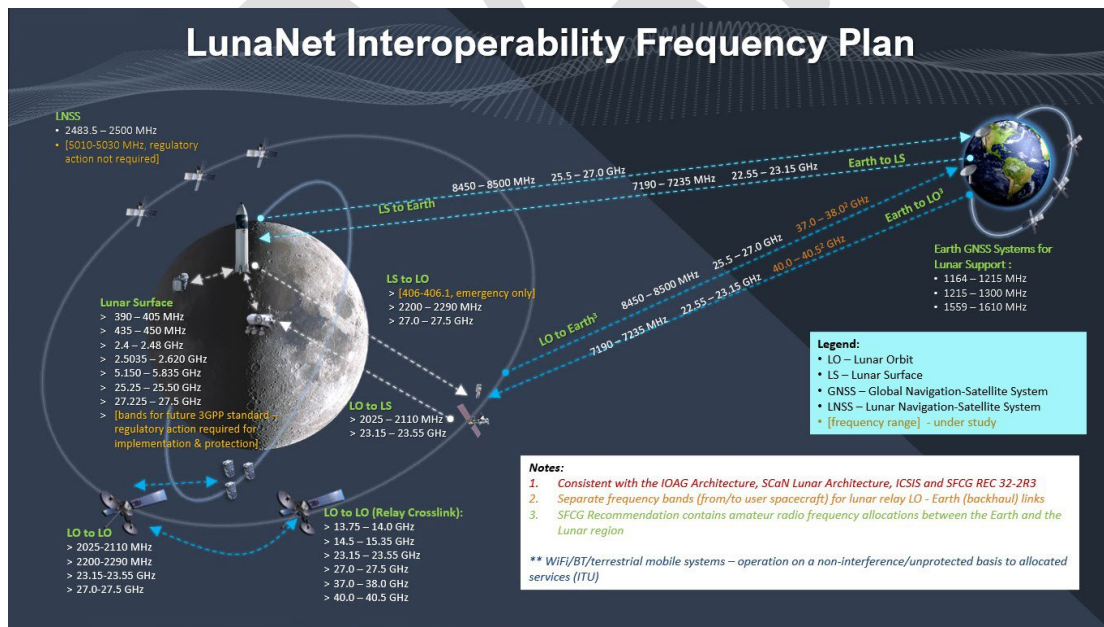 LunaNet Interoperability Frequency Plan
LNSS
• 2483.5 – 2500 MHz
• [5010-5030 MHz, regulatory
action not required]
8450 – 8500 MHz 25.5 – 27.0 GHz
LS to Earth
7190 – 7235 MHz 22.55 – 23.15 GHz
Earth to LS
37.0 – 38.0² GHz
8450 – 8500 MHz 25.5 – 27.0 GHz
LO to Earth³
Earth to LO³
40.0 – 40.5² GHz
7190 – 7235 MHz 22.55 – 23.15 GHz
Earth GNSS Systems for
Lunar Support :
• 1164 – 1215 MHz
• 1215 – 1300 MHz
• 1559 – 1610 MHz
LS to LO
> [406-406.1, emergency only]
> 2200 – 2290 MHz
> 27.0 – 27.5 GHz
Lunar Surface
> 390 – 405 MHz
> 435 – 450 MHz
> 2.4 – 2.48 GHz
> 2.5035 – 2.620 GHz
> 5.150 – 5.835 GHz
> 25.25 – 25.50 GHz
> 27.225 – 27.5 GHz
> [bands for future 3GPP standard –
regulatory action required for
implementation & protection]
LO to LS
> 2025 – 2110 MHz
> 23.15 – 23.55 GHz
Legend:
• LO – Lunar Orbit
• LS – Lunar Surface
• GNSS – Global Navigation-Satellite System
• LNSS – Lunar Navigation-Satellite System
• [frequency range] - under study
LO to LO
> 2025-2110 MHz
> 2200-2290 MHz
> 23.15-23.55 GHz
> 27.0-27.5 GHz
LO to LO (Relay Crosslink):
> 13.75 – 14.0 GHz
> 14.5 – 15.35 GHz
> 23.15 – 23.55 GHz
> 27.0 – 27.5 GHz
> 37.0 – 38.0 GHz
> 40.0 – 40.5 GHz
Notes:
1. Consistent with the IOAG Architecture, SCaN Lunar Architecture, ICSIS and SFCG REC 32-2R3
2. Separate frequency bands (from/to user spacecraft) for lunar relay LO - Earth (backhaul) links
3. SFCG Recommendation contains amateur radio frequency allocations between the Earth and the
Lunar region
** WiFi/BT/terrestrial mobile systems – operation on a non-interference/unprotected basis to allocated
services (ITU)